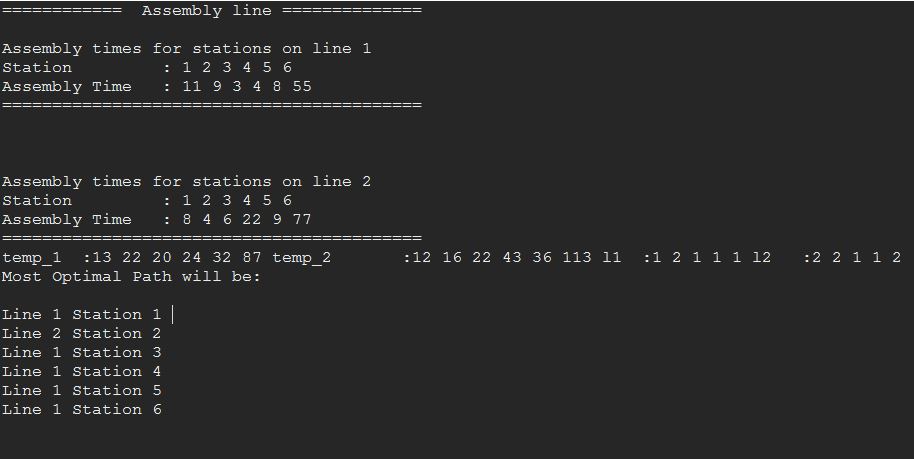 ============  Assembly line ==============
Assembly times for stations on line 1
Station         : 1 2 3 4 5 6
Assembly Time   : 11 9 3 4 8 55
==========================================
Assembly times for stations on line 2
Station         : 1 2 3 4 5 6
Assembly Time   : 8 4 6 22 9 77
==========================================
temp_1  :13 22 20 24 32 87 temp_2       :12 16 22 43 36 113 l1  :1 2 1 1 1 l2   :2 2 1 1 2
Most Optimal Path will be:
Line 1 Station 1
Line 2 Station 2
Line 1 Station 3
Line 1 Station 4
Line 1 Station 5
Line 1 Station 6